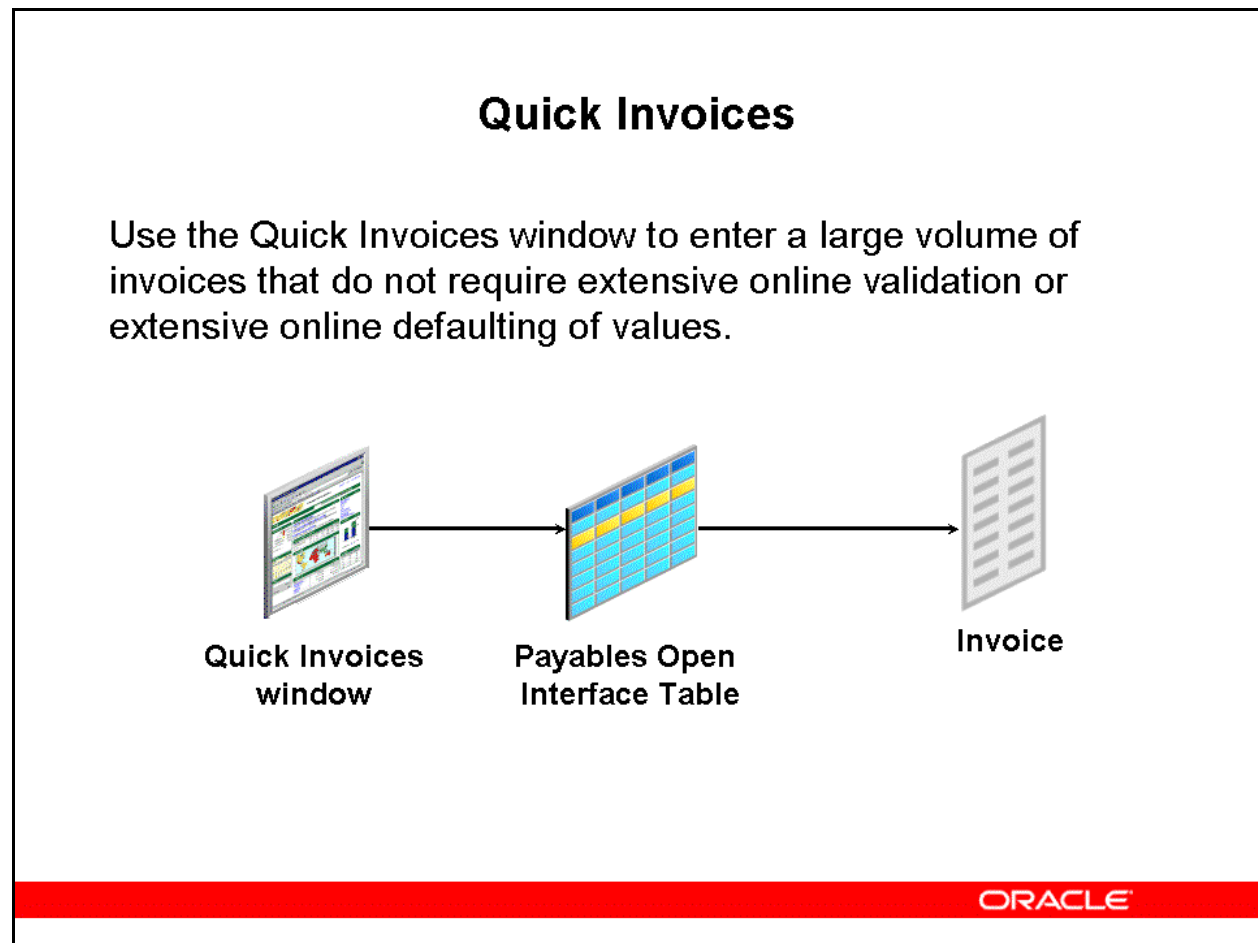 Quick Invoices
Use the Quick Invoices window to enter a large volume of
invoices that do not require extensive online validation or
extensive online defaulting of values.
Quick Invoices
window
Payables Open
Interface Table
Invoice
ORACLE